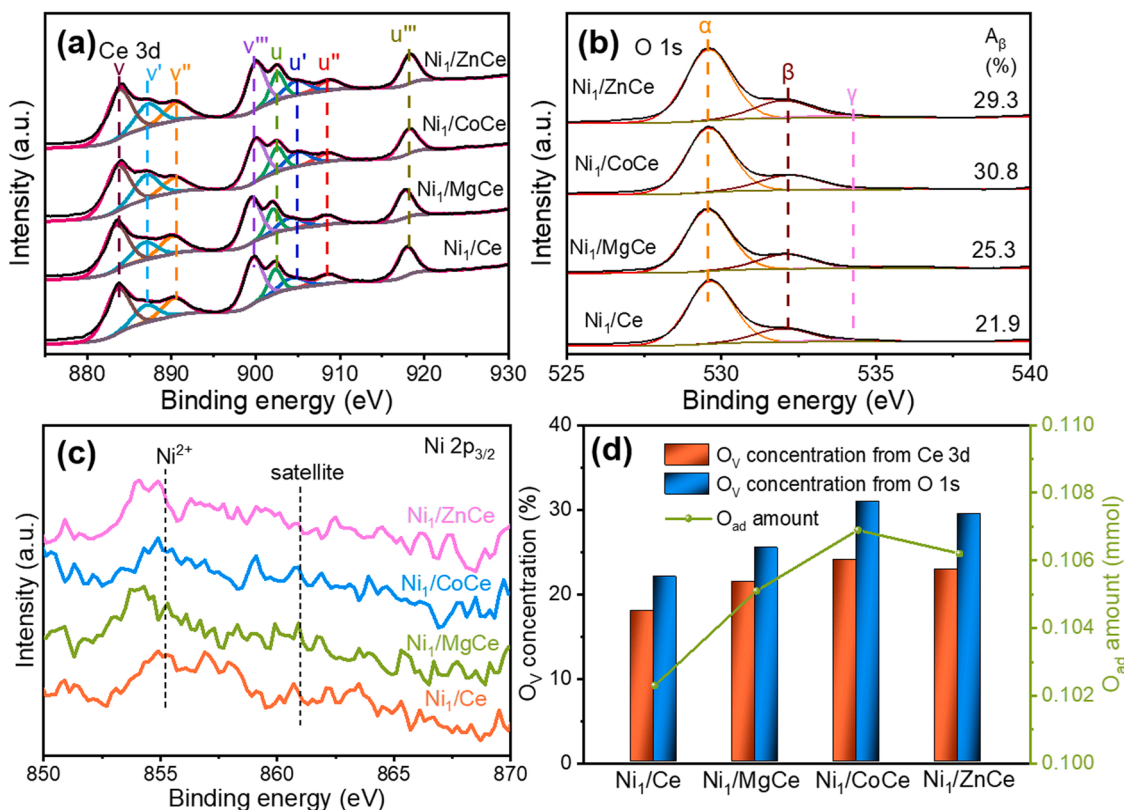 (a)
Ce 3d
v
v'
v''
v'''
u
u'
u''
u'''
Ni₁/ZnCe
Ni₁/CoCe
Ni₁/MgCe
Ni₁/Ce
Intensity (a.u.)
880 890 900 910 920 930
Binding energy (eV)
(b)
O 1s
α
β
γ
Aβ
(%)
Ni₁/ZnCe
29.3
Ni₁/CoCe
30.8
Ni₁/MgCe
25.3
Ni₁/Ce
21.9
Intensity (a.u.)
525 530 535 540
Binding energy (eV)
(c)
Ni²⁺
Ni 2p₃/₂
satellite
Ni₁/ZnCe
Ni₁/CoCe
Ni₁/MgCe
Ni₁/Ce
Intensity (a.u.)
850 855 860 865 870
Binding energy (eV)
(d)
O_V concentration from Ce 3d
O_V concentration from O 1s
O_ad amount
O_V concentration (%)
40
30
20
10
0
O_ad amount (mmol)
0.110
0.108
0.106
0.104
0.102
0.100
Ni₁/Ce Ni₁/MgCe Ni₁/CoCe Ni₁/ZnCe